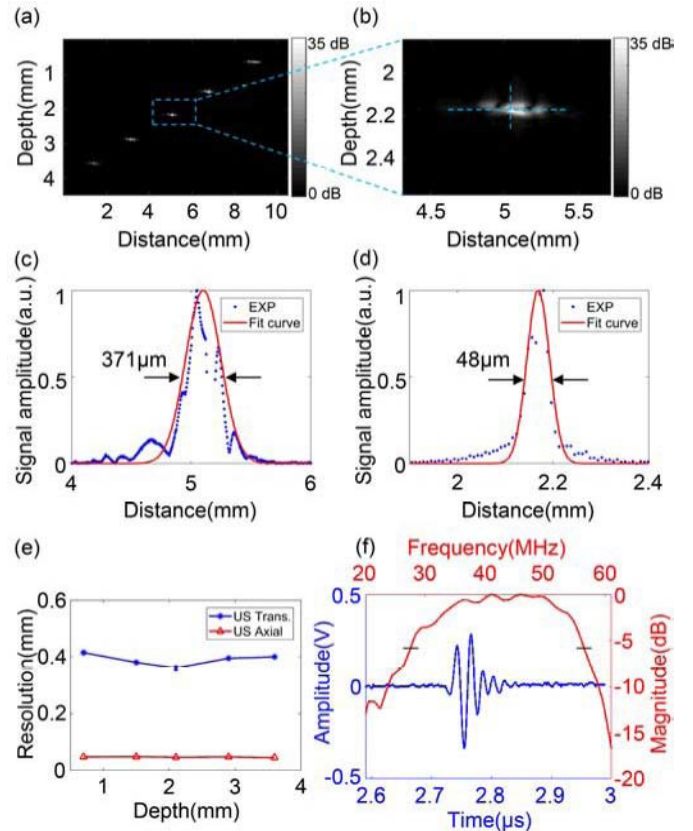 (a)
Depth(mm)
1
2
3
4
2 4 6 8 10
Distance(mm)
35 dB
0 dB
(b)
Depth(mm)
2
2.2
2.4
4.5 5 5.5
Distance(mm)
35 dB
0 dB
(c)
Signal amplitude(a.u.)
1
0.5
0
EXP
Fit curve
371μm
4 5 6
Distance(mm)
(d)
Signal amplitude(a.u.)
1
0.5
0
EXP
Fit curve
48μm
2 2.2 2.4
Distance(mm)
(e)
Resolution(mm)
0.6
0.4
0.2
0
US Trans.
US Axial
0 1 2 3 4
Depth(mm)
(f)
Frequency(MHz)
20 30 40 50 60
Amplitude(V)
0.5
0
-0.5
0
-5
-10
-15
-20
Magnitude(dB)
2.6 2.7 2.8 2.9 3
Time(μs)